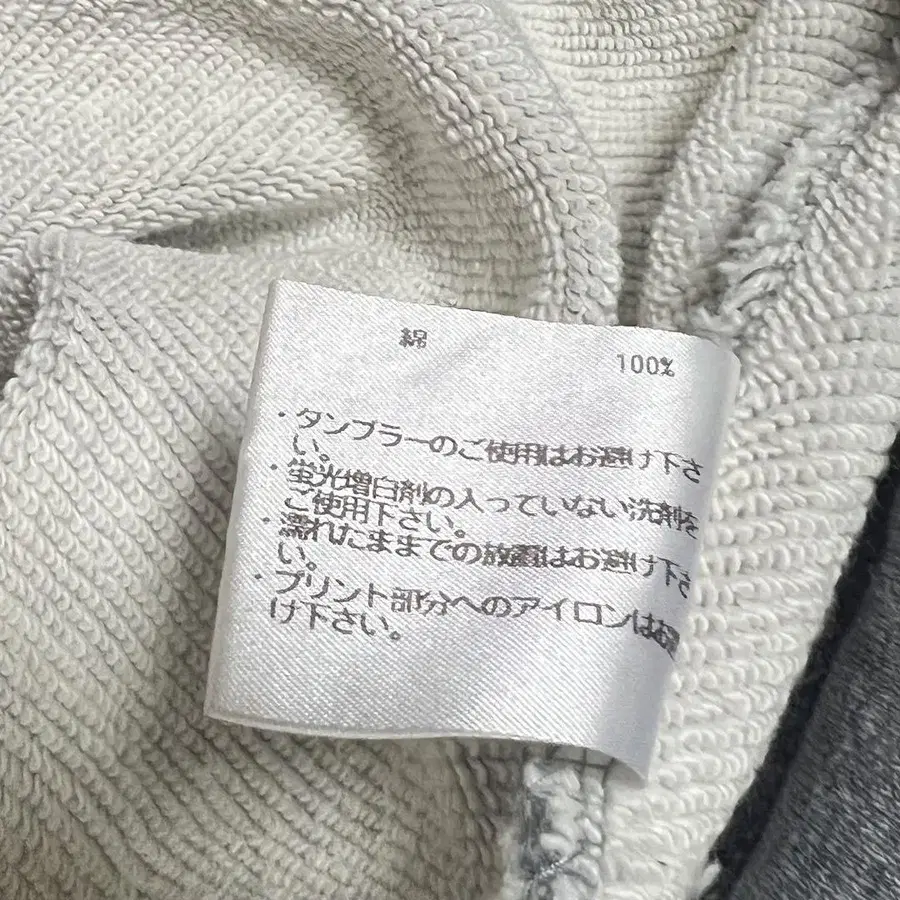 綿 100%
・タンブラーのご使用はお避け下さ
い。
・蛍光増白剤の入っていない洗剤を
ご使用下さい。
・濡れたままでの放置はお避け下さ
い。
・プリント部分へのアイロンはお避
け下さい。